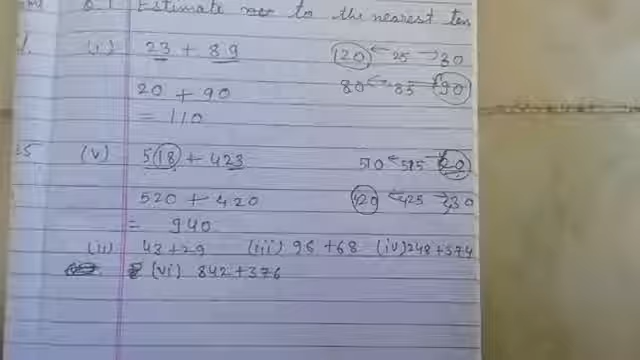 Q.1 Estimate to the nearest ten
(i) 23 + 89 20 ← 25 → 30
20 + 90 80 ← 85 → 90
= 110
(v) 518 + 423 510 ← 515 → 20
520 + 420 420 ← 425 → 430
= 940
(ii) 43 + 29 (iii) 96 + 68 (iv) 248 + 574
(vi) 842 + 376